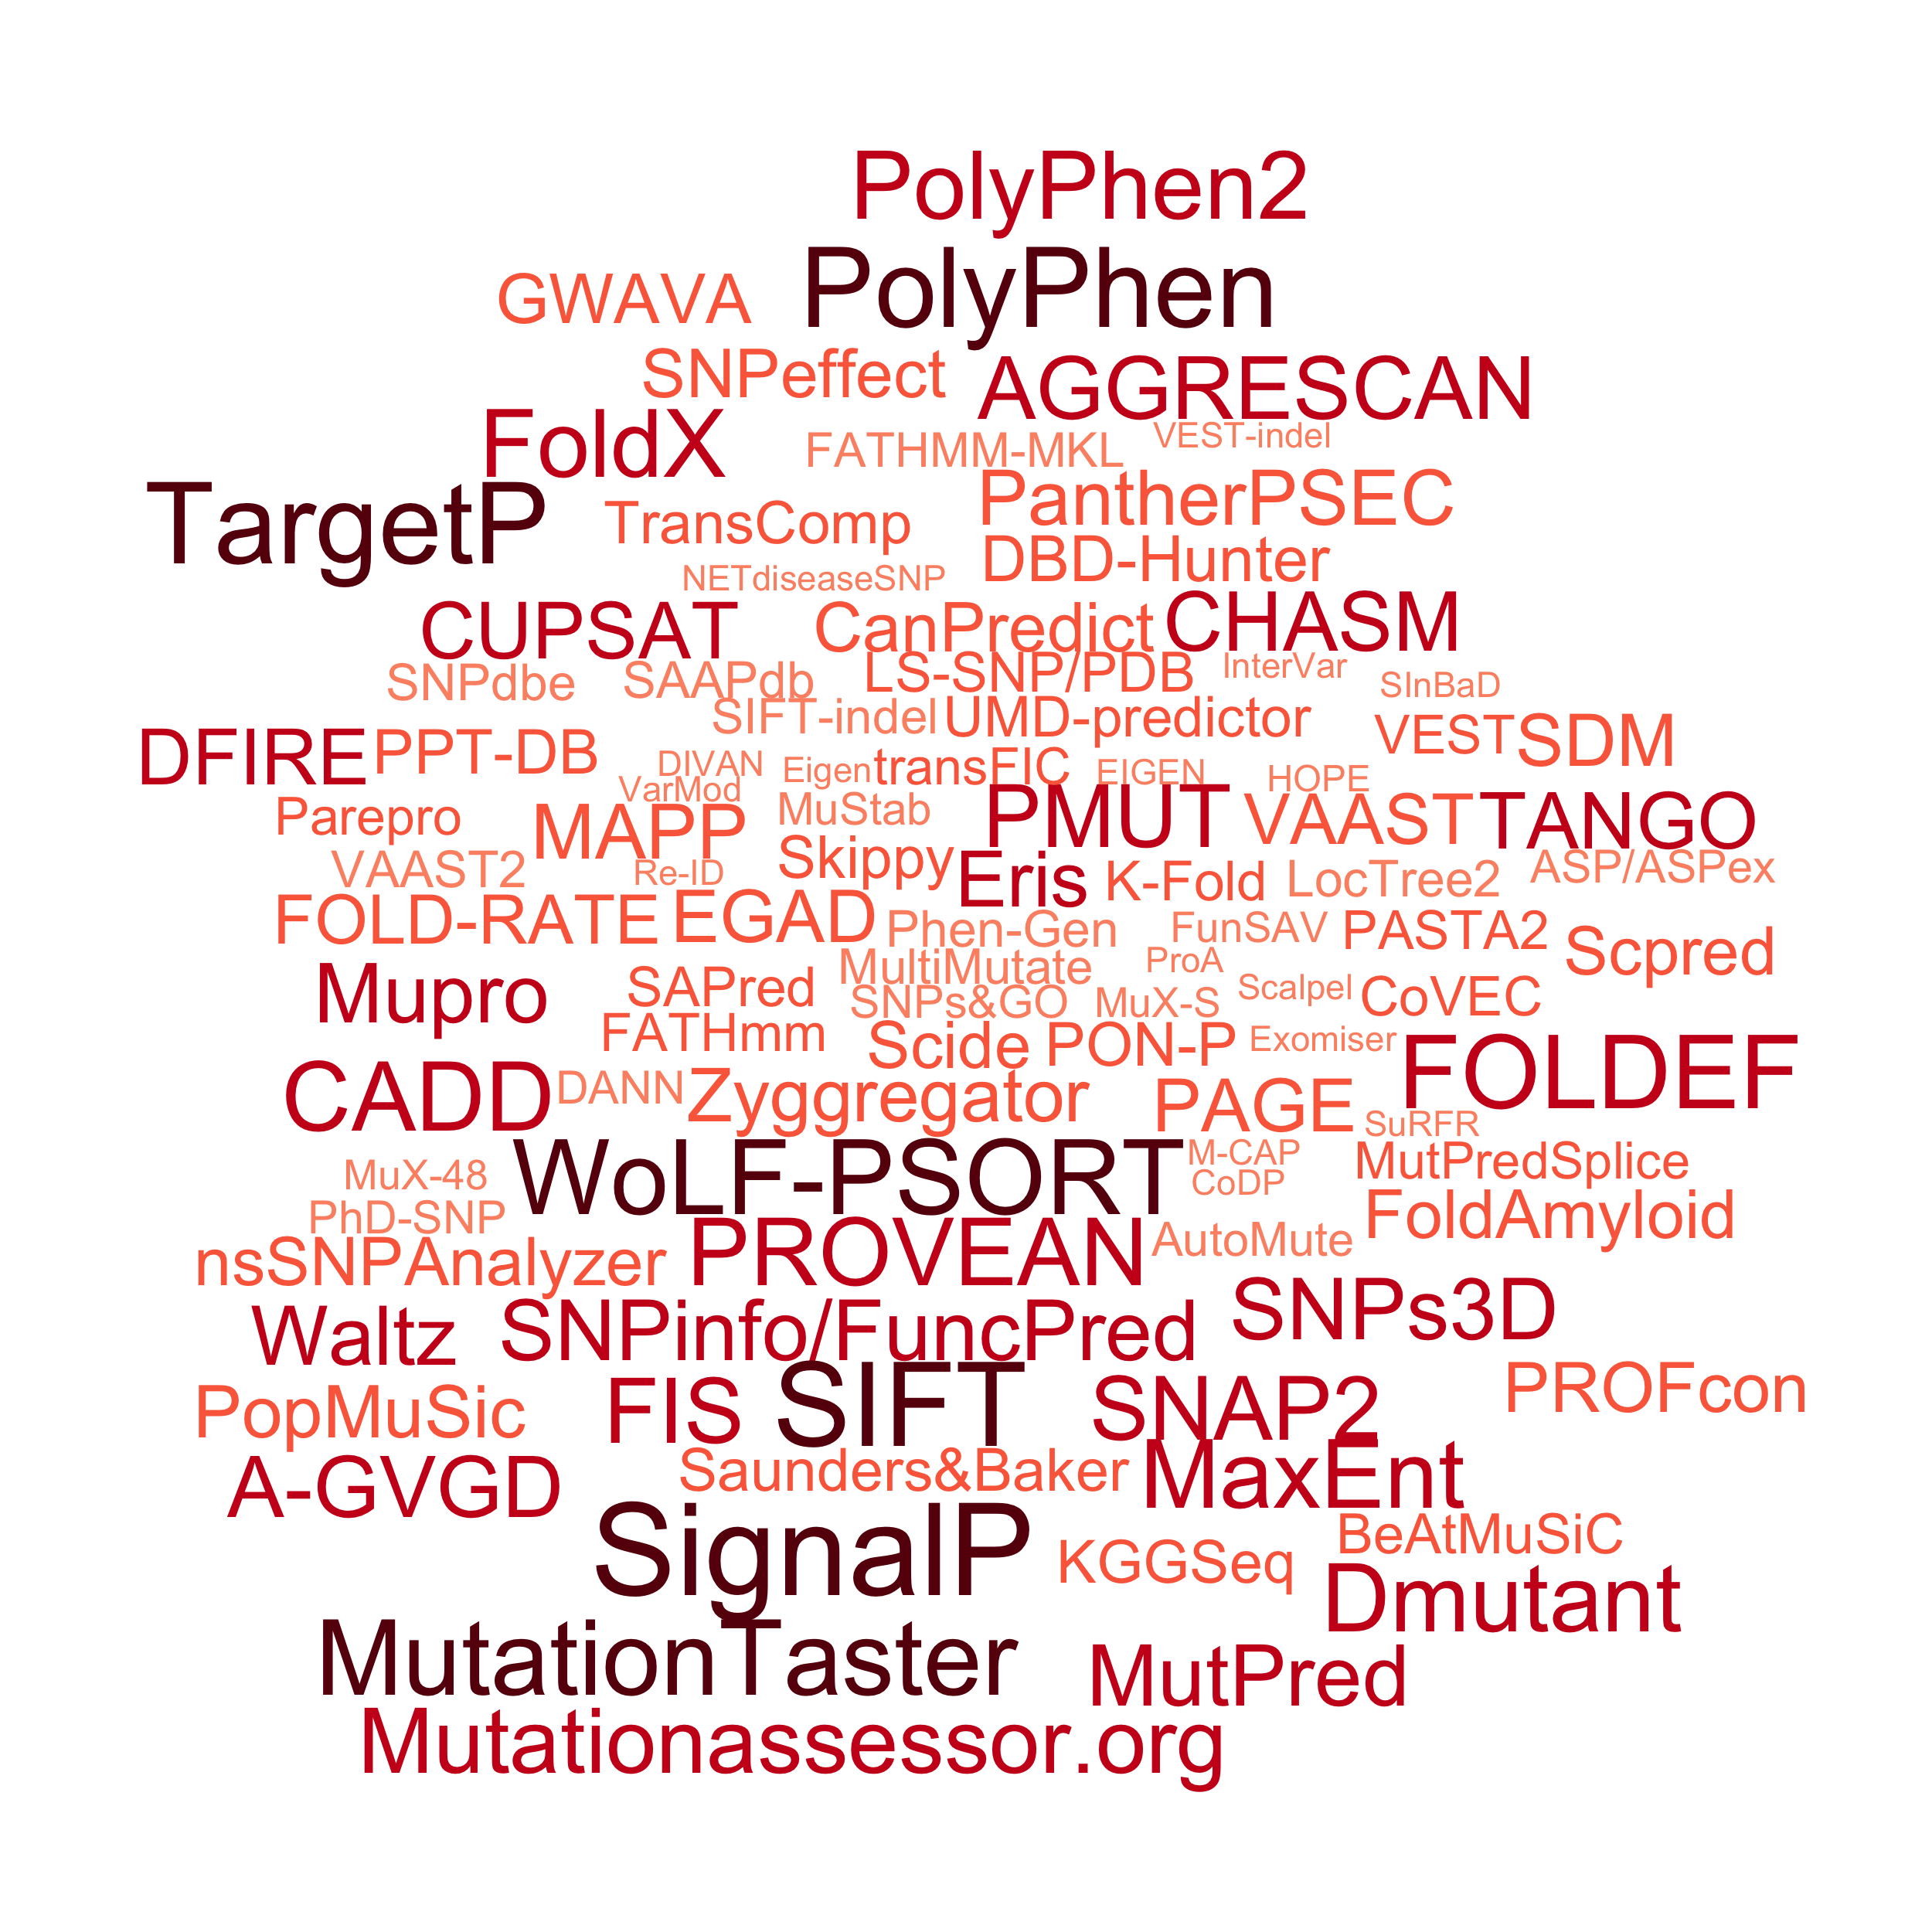 PolyPhen2
PolyPhen
GWAVA
SNPeffect
AGGRESCAN
FoldX
FATHMM-MKL
VEST-indel
TargetP
TransComp
PantherPSEC
DBD-Hunter
NETdiseaseSNP
CUPSAT
CanPredict
CHASM
SNPdbe
SAAPdb
LS-SNP/PDB
InterVar
SInBaD
SIFT-indel
UMD-predictor
VEST
SDM
DFIRE
PPT-DB
DIVAN
Eigen
transFIC
EIGEN
HOPE
VarMod
Parepro
MAPP
MuStab
PMUT
VAAST
TANGO
VAAST2
Re-ID
Skippy
Eris
K-Fold
LocTree2
ASP/ASPex
FOLD-RATE
EGAD
Phen-Gen
FunSAV
PASTA2
Scpred
MultiMutate
ProA
Mupro
SAPred
SNPs&GO
MuX-S
Scalpel
CoVEC
FATHmm
Scide
PON-P
Exomiser
FOLDEF
CADD
DANN
Zyggregator
PAGE
SuRFR
MuX-48
WoLF-PSORT
M-CAP
CoDP
MutPredSplice
PhD-SNP
FoldAmyloid
nsSNPAnalyzer
PROVEAN
AutoMute
Waltz
SNPinfo/FuncPred
SNPs3D
PopMuSic
FIS
SIFT
SNAP2
PROFcon
A-GVGD
Saunders&Baker
MaxEnt
SignalP
KGGSeq
BeAtMuSiC
Dmutant
MutationTaster
MutPred
Mutationassessor.org